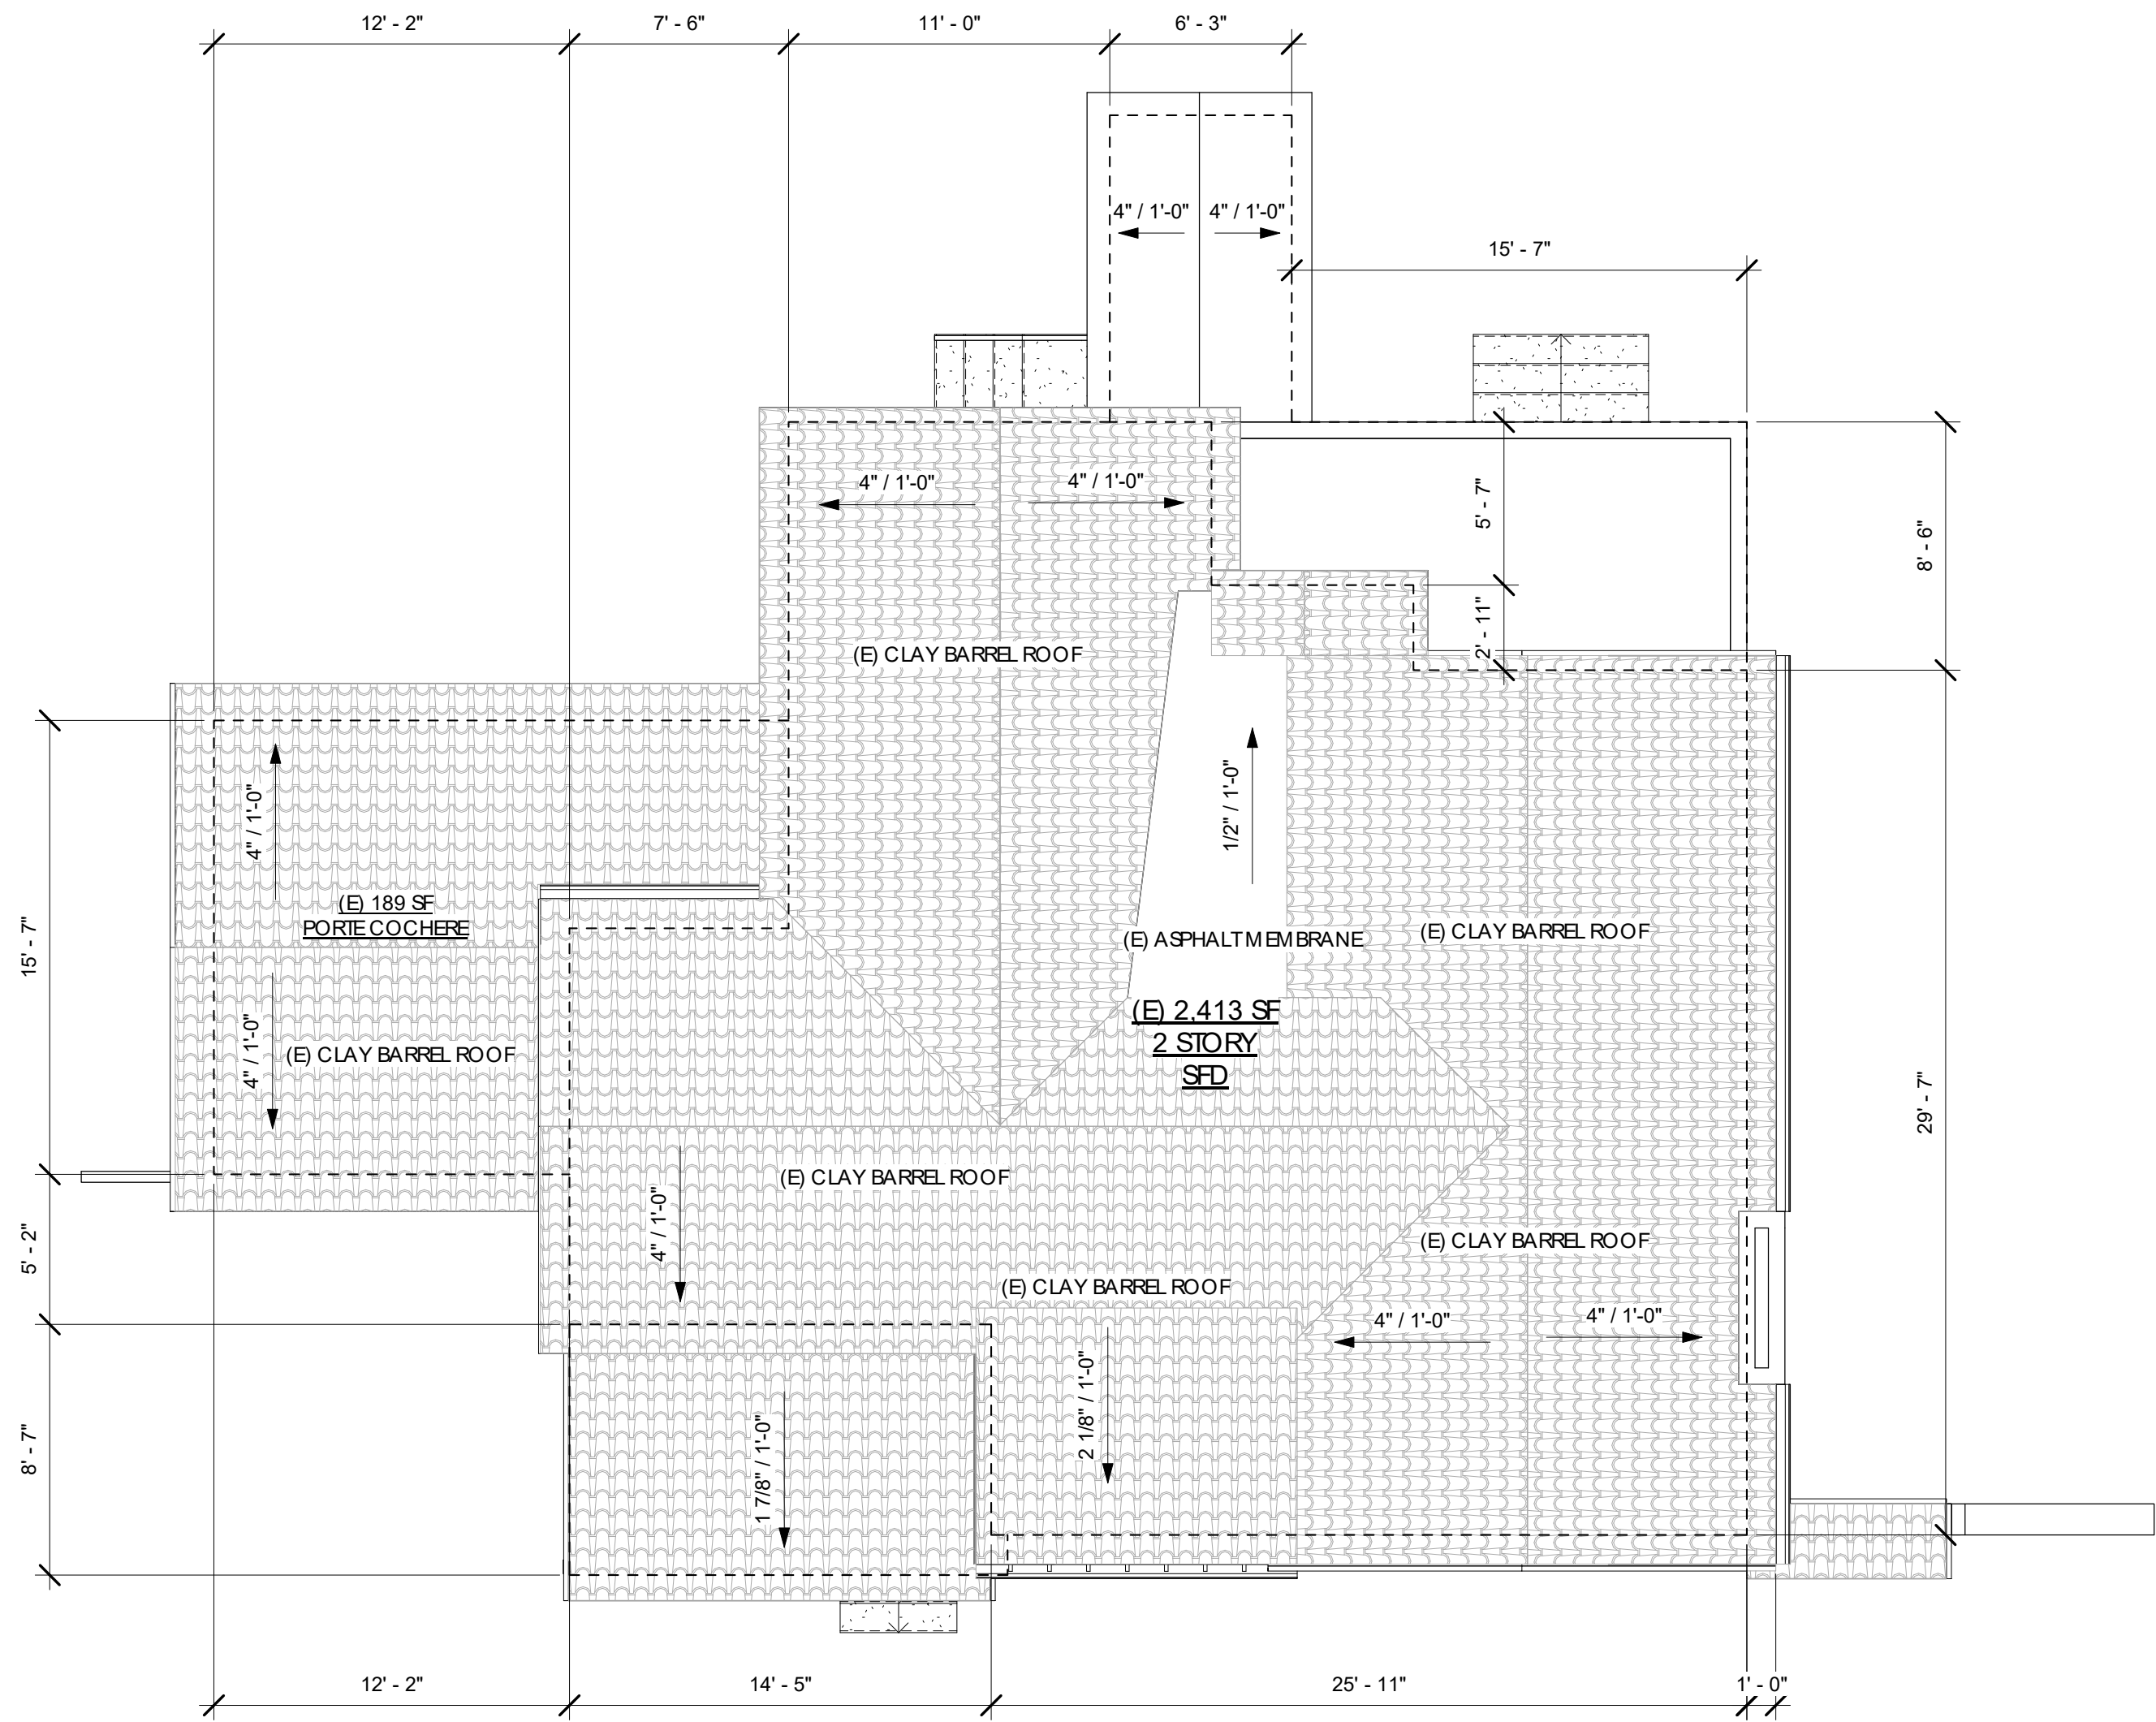 12' - 2"
7' - 6"
11' - 0"
6' - 3"
4" / 1'-0"
4" / 1'-0"
15' - 7"
4" / 1'-0"
4" / 1'-0"
5' - 7"
8' - 6"
2' - 11"
(E) CLAY BARREL ROOF
4" / 1'-0"
1/2" / 1'-0"
(E) 189 SF
PORTE COCHERE
15' - 7"
(E) ASPHALT MEMBRANE
(E) CLAY BARREL ROOF
(E) 2,413 SF
2 STORY
SFD
4" / 1'-0"
(E) CLAY BARREL ROOF
29' - 7"
(E) CLAY BARREL ROOF
4" / 1'-0"
5' - 2"
(E) CLAY BARREL ROOF
(E) CLAY BARREL ROOF
4" / 1'-0"
4" / 1'-0"
2 1/8" / 1'-0"
1 7/8" / 1'-0"
8' - 7"
12' - 2"
14' - 5"
25' - 11"
1' - 0"